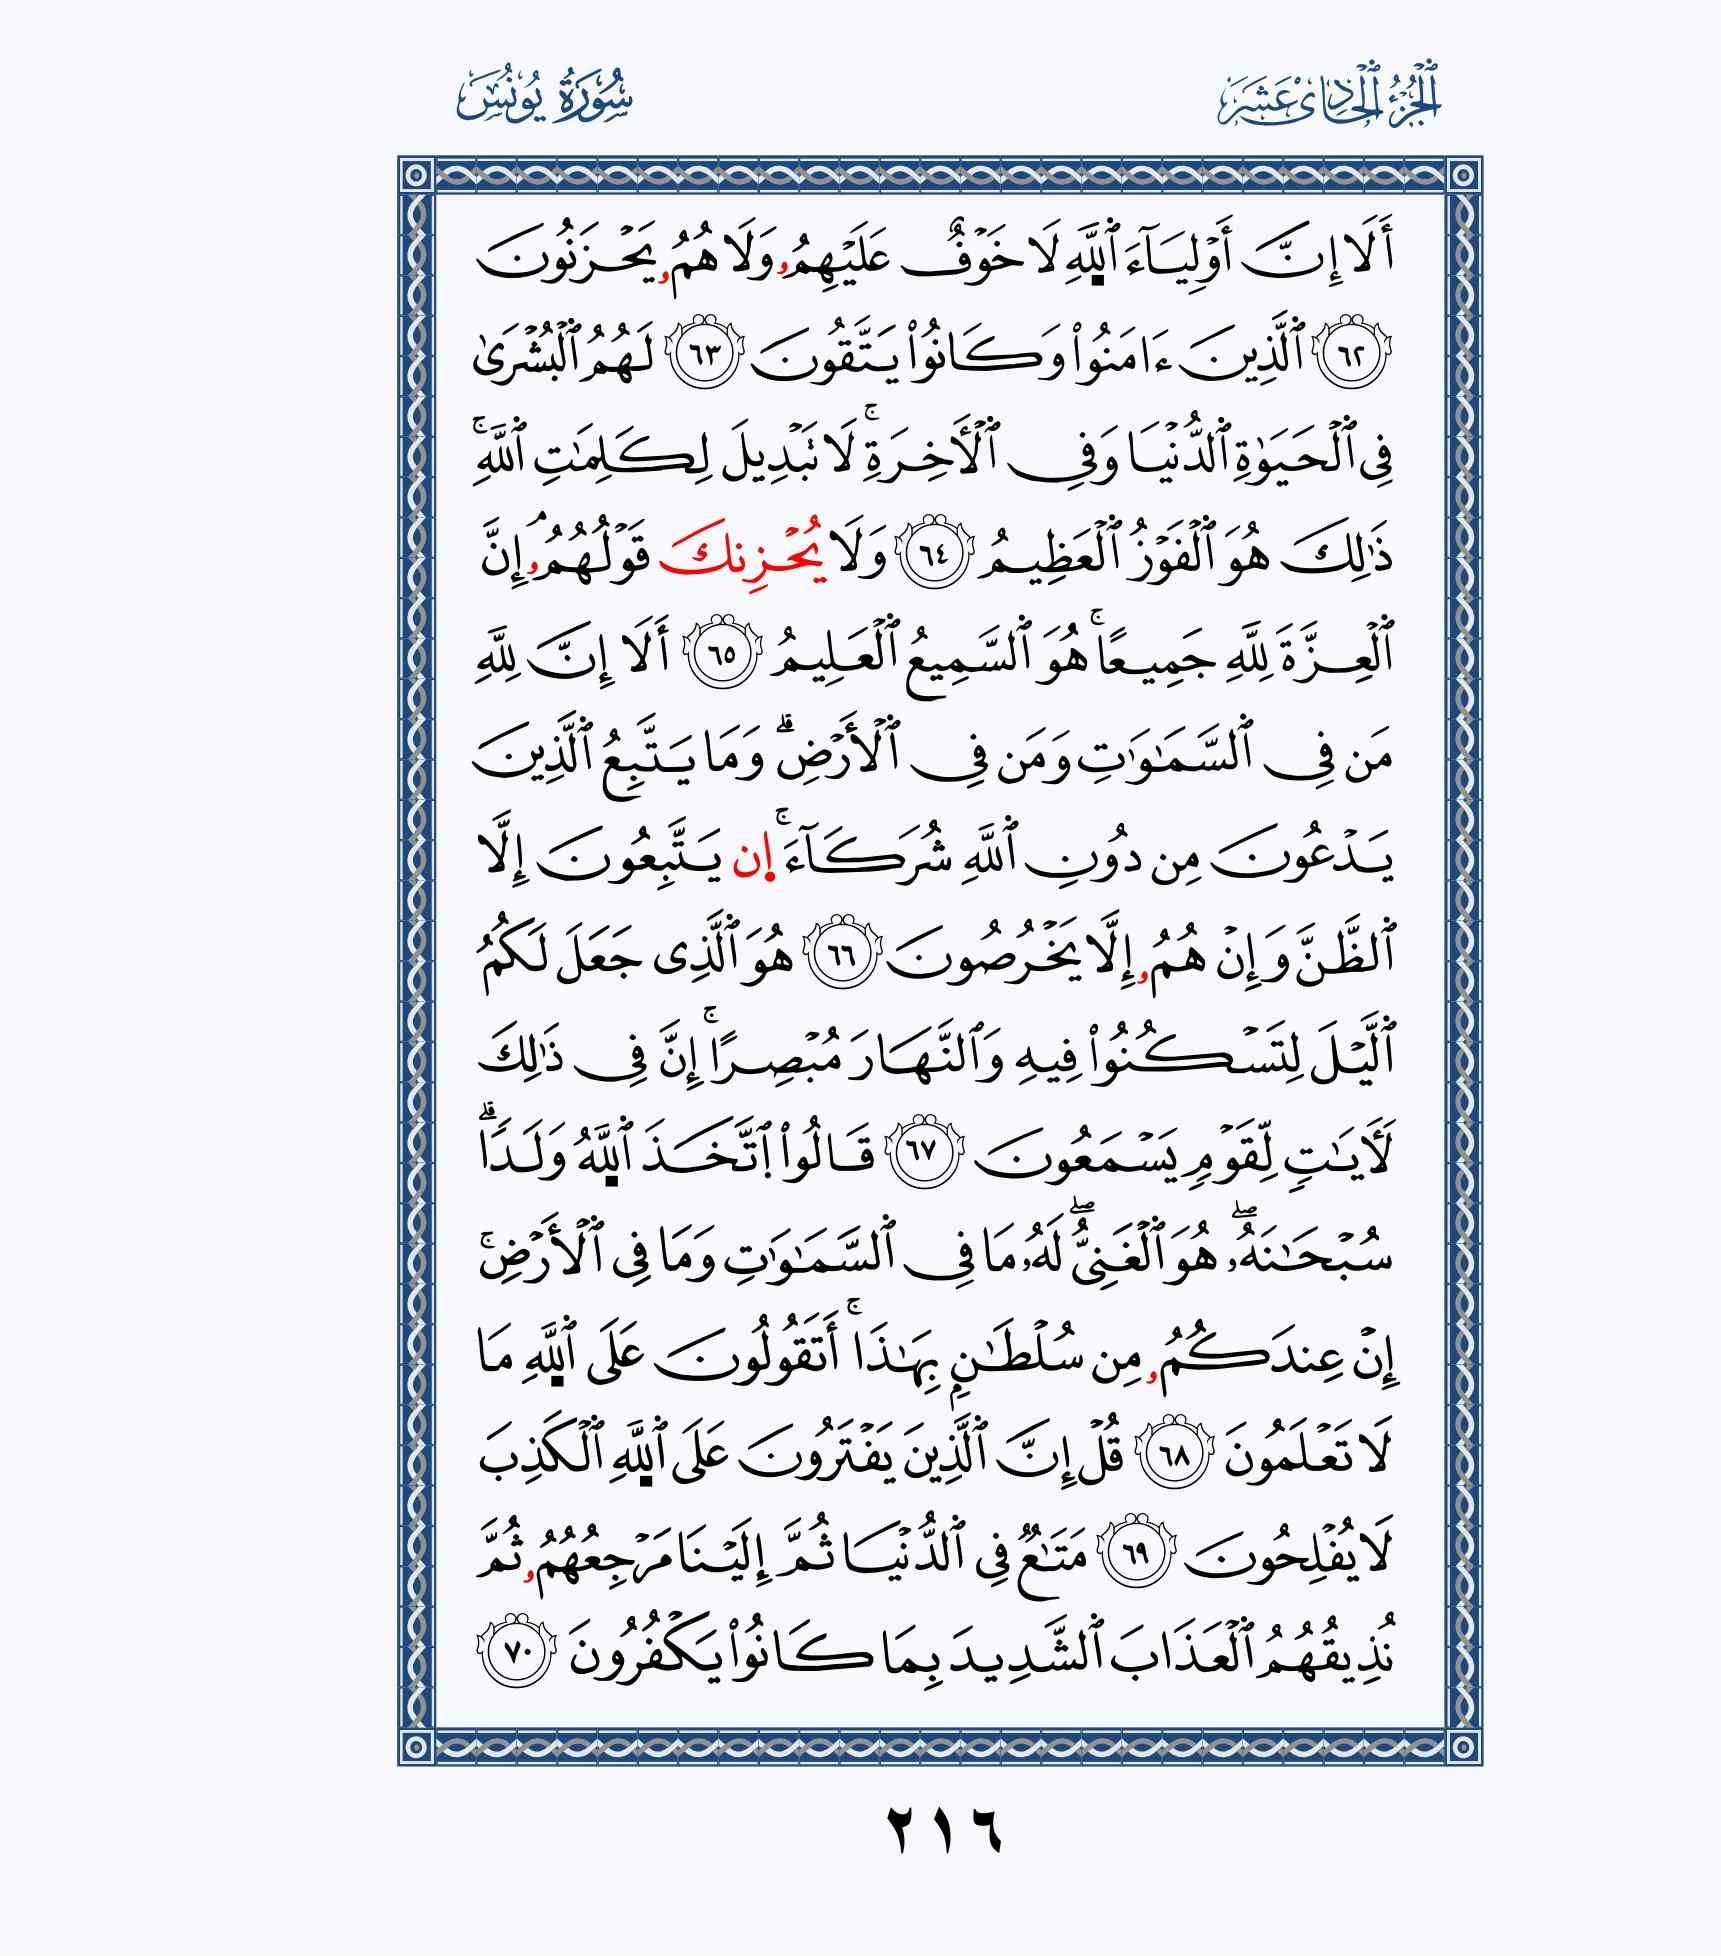 ٱلْجُزْءُ ٱلْحَادِى عَشَرَ سُورَةُ يُونُسَ
أَلَا إِنَّ أَوْلِيَآءَ ٱللَّهِ لَا خَوْفٌ عَلَيْهِمُۥ وَلَا هُمُۥ يَحْزَنُونَ
٦٢ ٱلَّذِينَ ءَامَنُوا۟ وَكَانُوا۟ يَتَّقُونَ ٦٣ لَهُمُ ٱلْبُشْرَىٰ
فِى ٱلْحَيَوٰةِ ٱلدُّنْيَا وَفِى ٱلْأَخِرَةِۚ لَا تَبْدِيلَ لِكَلِمَٰتِ ٱللَّهِۚ
ذَٰلِكَ هُوَ ٱلْفَوْزُ ٱلْعَظِيمُ ٦٤ وَلَا يُحْزِنكَ قَوْلُهُمُۥۘ إِنَّ
ٱلْعِزَّةَ لِلَّهِ جَمِيعًاۚ هُوَ ٱلسَّمِيعُ ٱلْعَلِيمُ ٦٥ أَلَا إِنَّ لِلَّهِ
مَن فِى ٱلسَّمَٰوَٰتِ وَمَن فِى ٱلْأَرْضِۗ وَمَا يَتَّبِعُ ٱلَّذِينَ
يَدْعُونَ مِن دُونِ ٱللَّهِ شُرَكَآءَۚ اِن يَتَّبِعُونَ إِلَّا
ٱلظَّنَّ وَإِنْ هُمُۥ إِلَّا يَخْرُصُونَ ٦٦ هُوَ ٱلَّذِى جَعَلَ لَكُمُ
ٱلَّيْلَ لِتَسْكُنُوا۟ فِيهِ وَٱلنَّهَارَ مُبْصِرًاۚ إِنَّ فِى ذَٰلِكَ
لَأَيَٰتٍ لِّقَوْمٍ يَسْمَعُونَ ٦٧ قَالُوا۟ ٱتَّخَذَ ٱللَّهُ وَلَدًاۗ
سُبْحَٰنَهُۥۖ هُوَ ٱلْغَنِىُّۖ لَهُۥ مَا فِى ٱلسَّمَٰوَٰتِ وَمَا فِى ٱلْأَرْضِۚ
إِنْ عِندَكُمُۥ مِن سُلْطَٰنٍۭ بِهَٰذَاۚ أَتَقُولُونَ عَلَى ٱللَّهِ مَا
لَا تَعْلَمُونَ ٦٨ قُلْ إِنَّ ٱلَّذِينَ يَفْتَرُونَ عَلَى ٱللَّهِ ٱلْكَذِبَ
لَا يُفْلِحُونَ ٦٩ مَتَٰعٌ فِى ٱلدُّنْيَا ثُمَّ إِلَيْنَا مَرْجِعُهُمُۥ ثُمَّ
نُذِيقُهُمُ ٱلْعَذَابَ ٱلشَّدِيدَ بِمَا كَانُوا۟ يَكْفُرُونَ ٧٠
٢١٦